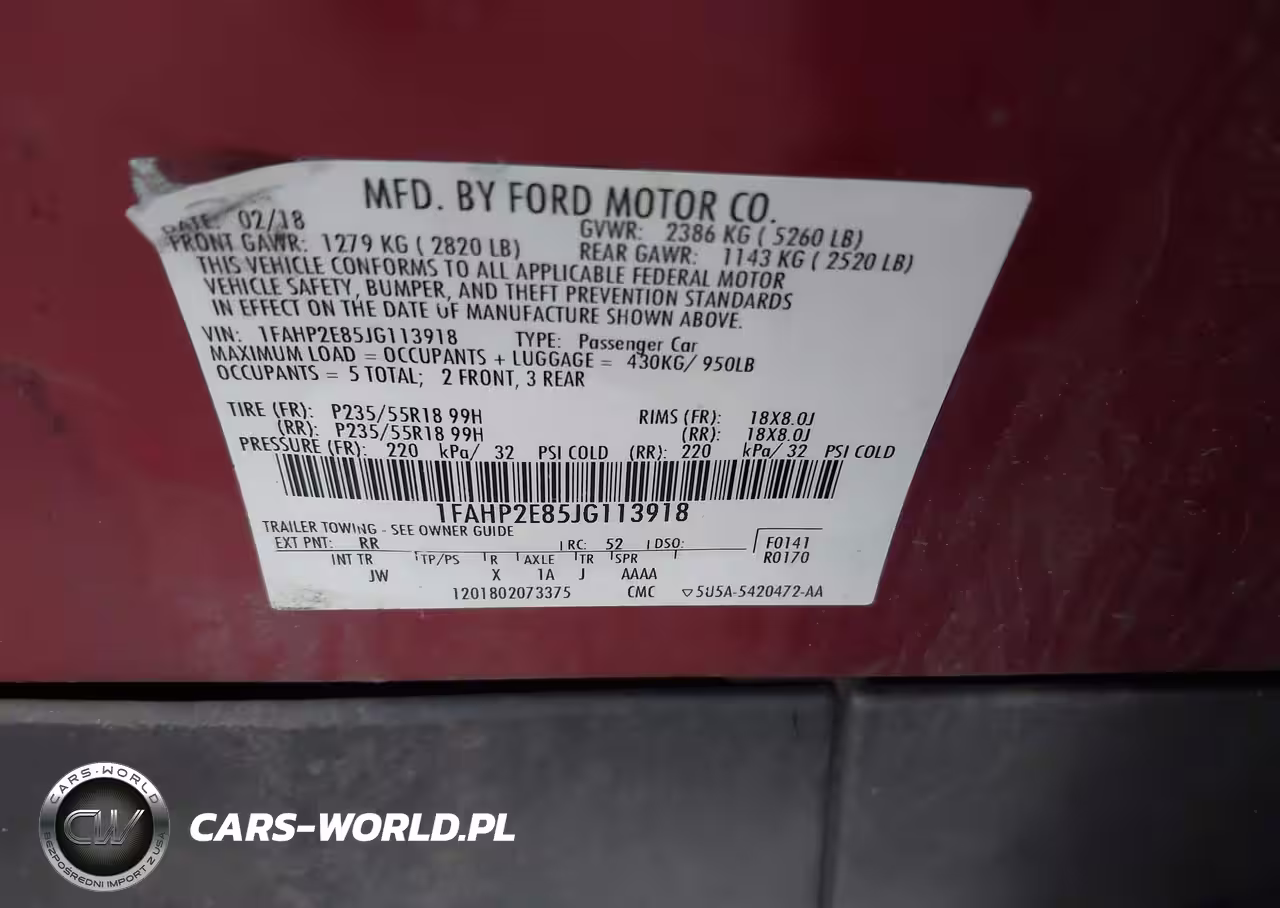 MFD. BY FORD MOTOR CO.
DATE: 02/18 GVWR: 2386 KG ( 5260 LB)
FRONT GAWR: 1279 KG ( 2820 LB) REAR GAWR: 1143 KG ( 2520 LB)
THIS VEHICLE CONFORMS TO ALL APPLICABLE FEDERAL MOTOR
VEHICLE SAFETY, BUMPER, AND THEFT PREVENTION STANDARDS
IN EFFECT ON THE DATE OF MANUFACTURE SHOWN ABOVE.
VIN: 1FAHP2E85JG113918 TYPE: Passenger Car
MAXIMUM LOAD = OCCUPANTS + LUGGAGE = 430KG/ 950LB
OCCUPANTS = 5 TOTAL; 2 FRONT, 3 REAR
TIRE (FR): P235/55R18 99H RIMS (FR): 18X8.0J
(RR): P235/55R18 99H (RR): 18X8.0J
PRESSURE (FR): 220 kPa/ 32 PSI COLD (RR): 220 kPa/ 32 PSI COLD
1FAHP2E85JG113918
TRAILER TOWING - SEE OWNER GUIDE
EXT PNT: RR RC: 52 DSO: F0141
R0170
INT TR TP/PS R AXLE TR SPR
JW X 1A J AAAA
1201802073375 CMC ▽5U5A-5420472-AA
CARS-WORLD
CW
BEZPOŚREDNI IMPORT Z USA
CARS-WORLD.PL